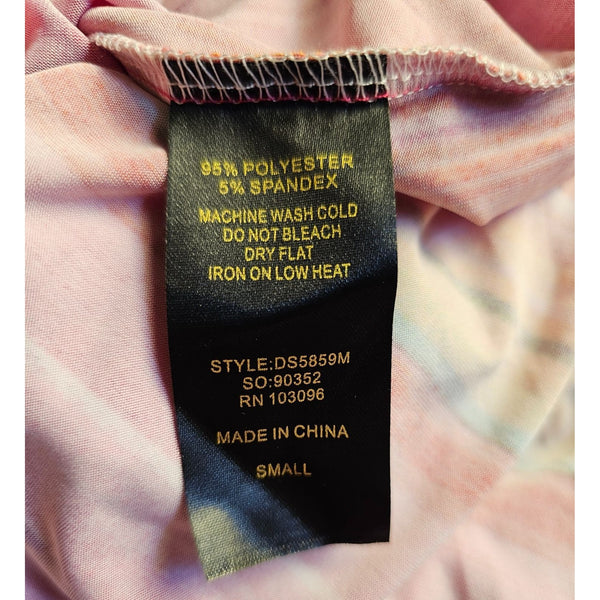 95% POLYESTER
5% SPANDEX
MACHINE WASH COLD
DO NOT BLEACH
DRY FLAT
IRON ON LOW HEAT
STYLE:DS5859M
SO:90352
RN 103096
MADE IN CHINA
SMALL